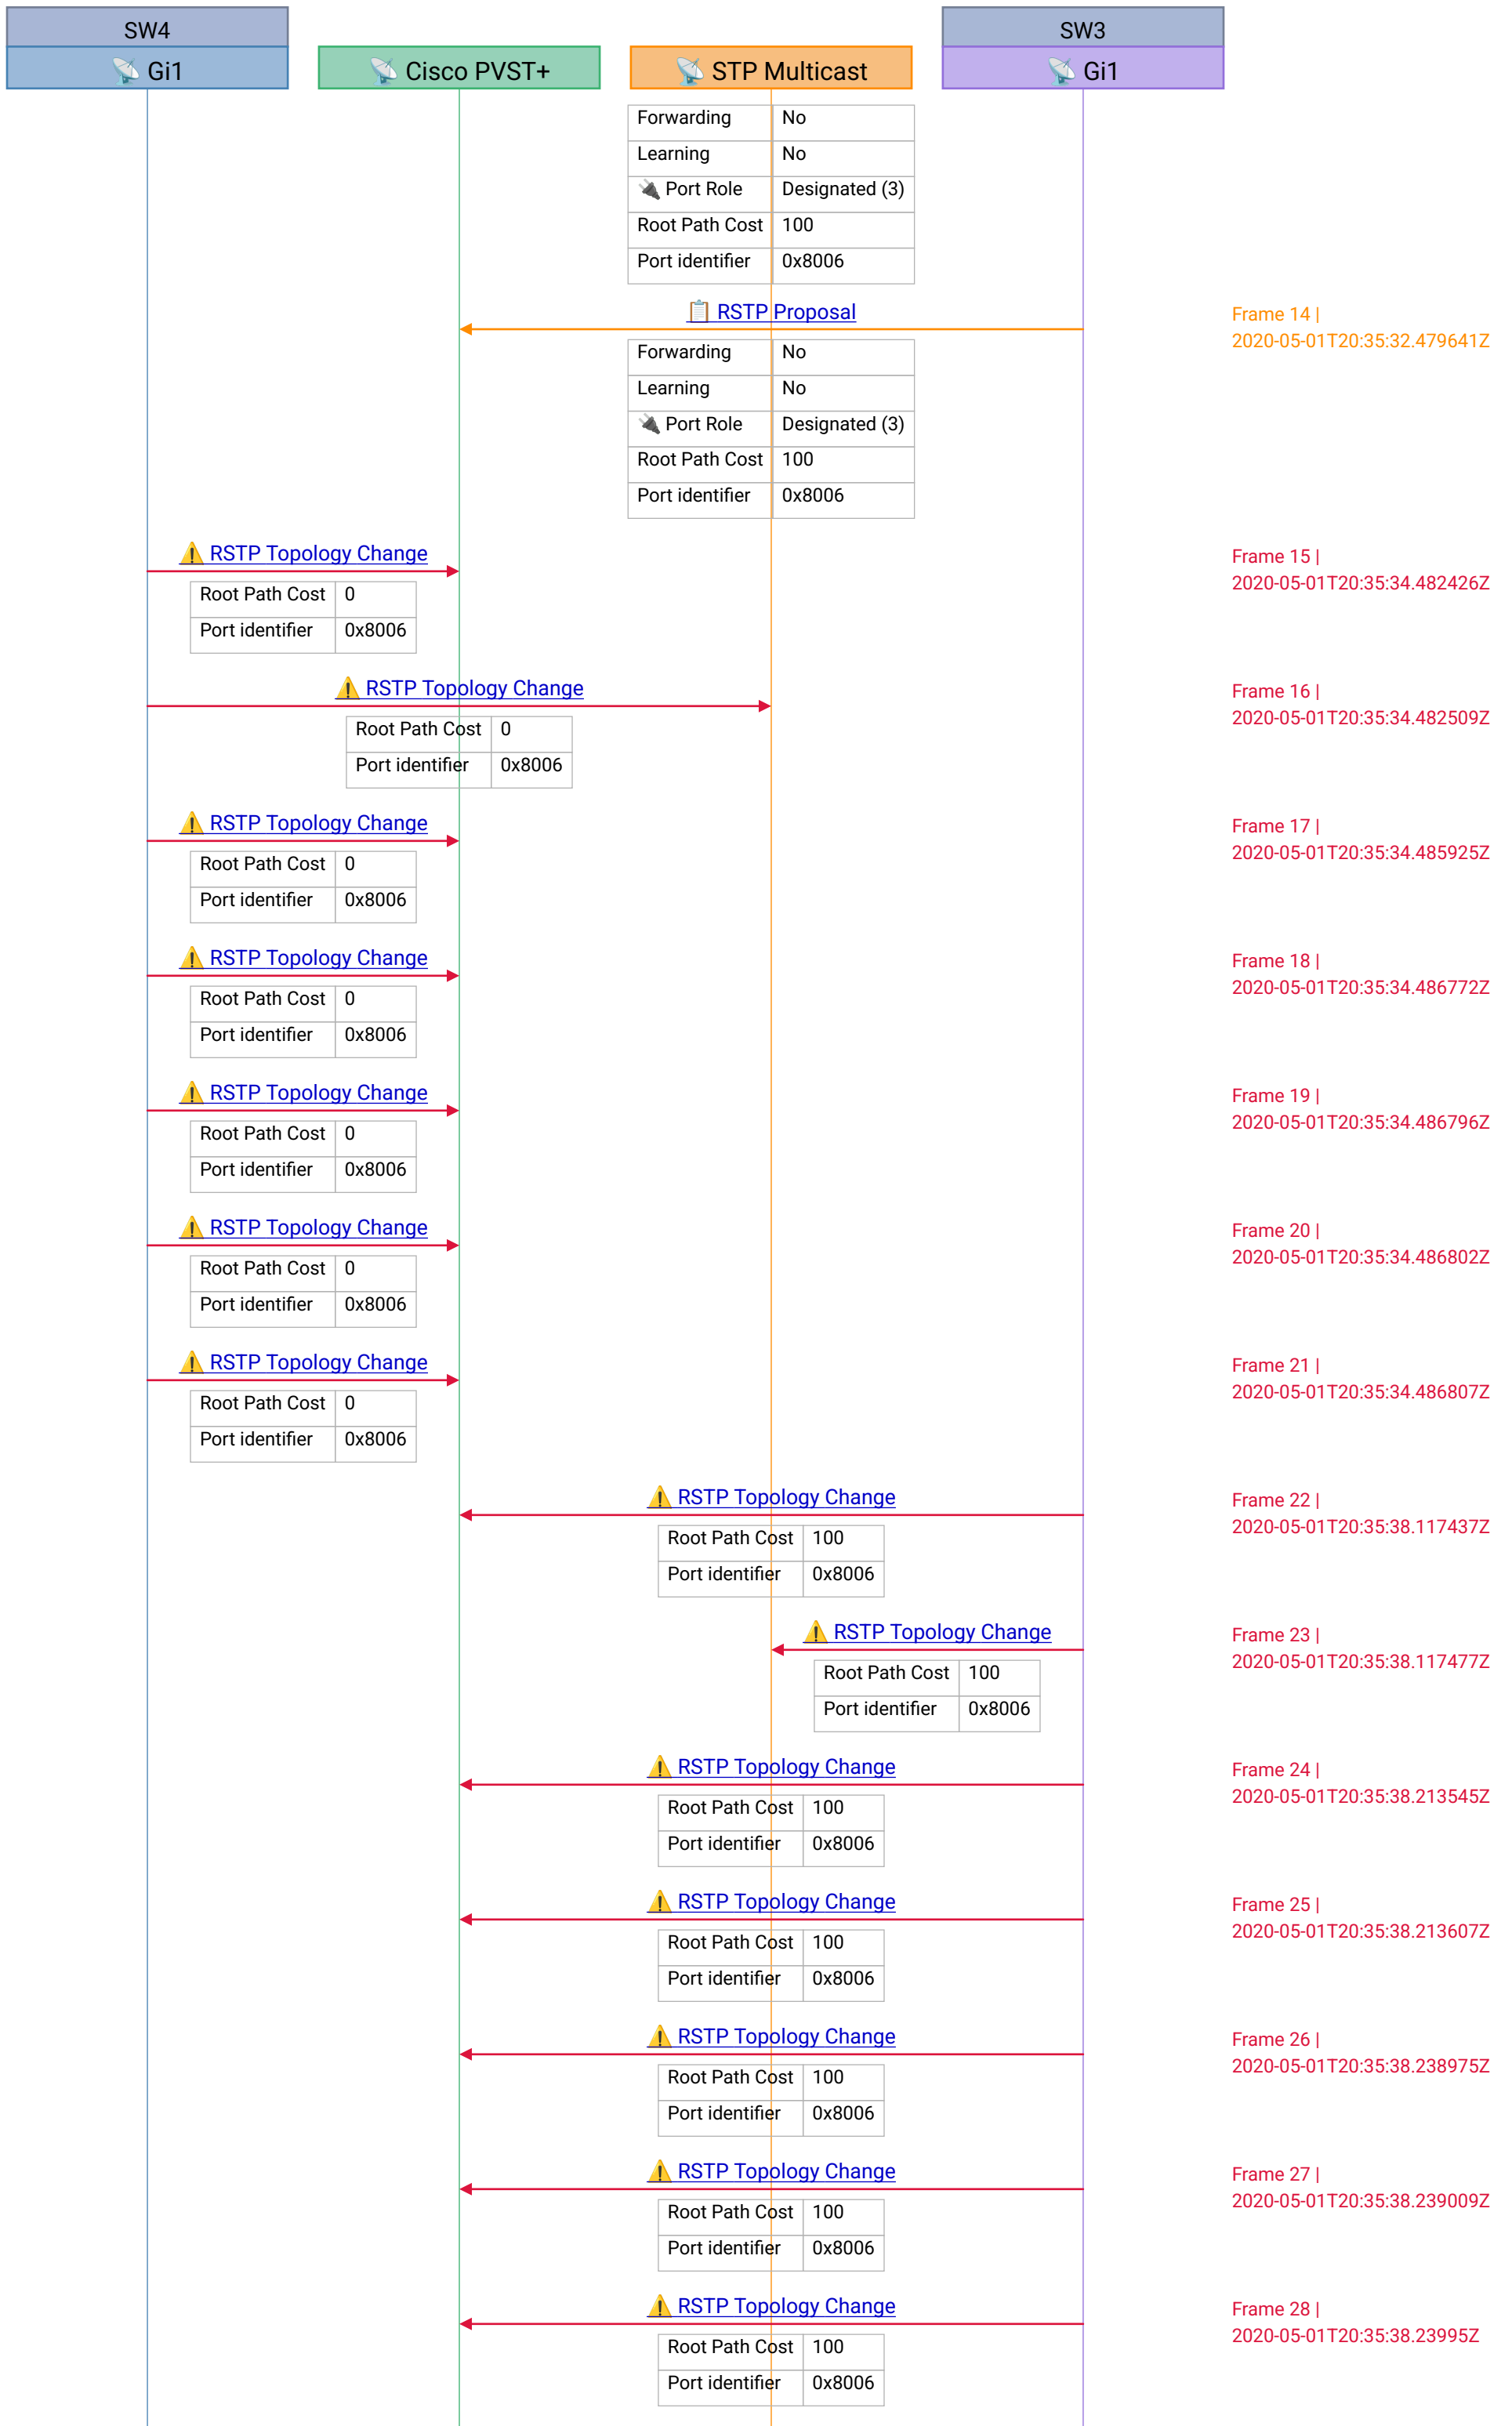 SW4
SW3
📡 Gi1
📡 Cisco PVST+
📡 STP Multicast
📡 Gi1
Forwarding No
Learning No
🔌 Port Role Designated (3)
Root Path Cost 100
Port identifier 0x8006
📋 RSTP Proposal
Frame 14 |
2020-05-01T20:35:32.479641Z
Forwarding No
Learning No
🔌 Port Role Designated (3)
Root Path Cost 100
Port identifier 0x8006
⚠️ RSTP Topology Change
Frame 15 |
2020-05-01T20:35:34.482426Z
Root Path Cost 0
Port identifier 0x8006
⚠️ RSTP Topology Change
Frame 16 |
2020-05-01T20:35:34.482509Z
Root Path Cost 0
Port identifier 0x8006
⚠️ RSTP Topology Change
Frame 17 |
2020-05-01T20:35:34.485925Z
Root Path Cost 0
Port identifier 0x8006
⚠️ RSTP Topology Change
Frame 18 |
2020-05-01T20:35:34.486772Z
Root Path Cost 0
Port identifier 0x8006
⚠️ RSTP Topology Change
Frame 19 |
2020-05-01T20:35:34.486796Z
Root Path Cost 0
Port identifier 0x8006
⚠️ RSTP Topology Change
Frame 20 |
2020-05-01T20:35:34.486802Z
Root Path Cost 0
Port identifier 0x8006
⚠️ RSTP Topology Change
Frame 21 |
2020-05-01T20:35:34.486807Z
Root Path Cost 0
Port identifier 0x8006
⚠️ RSTP Topology Change
Frame 22 |
2020-05-01T20:35:38.117437Z
Root Path Cost 100
Port identifier 0x8006
⚠️ RSTP Topology Change
Frame 23 |
2020-05-01T20:35:38.117477Z
Root Path Cost 100
Port identifier 0x8006
⚠️ RSTP Topology Change
Frame 24 |
2020-05-01T20:35:38.213545Z
Root Path Cost 100
Port identifier 0x8006
⚠️ RSTP Topology Change
Frame 25 |
2020-05-01T20:35:38.213607Z
Root Path Cost 100
Port identifier 0x8006
⚠️ RSTP Topology Change
Frame 26 |
2020-05-01T20:35:38.238975Z
Root Path Cost 100
Port identifier 0x8006
⚠️ RSTP Topology Change
Frame 27 |
2020-05-01T20:35:38.239009Z
Root Path Cost 100
Port identifier 0x8006
⚠️ RSTP Topology Change
Frame 28 |
2020-05-01T20:35:38.23995Z
Root Path Cost 100
Port identifier 0x8006